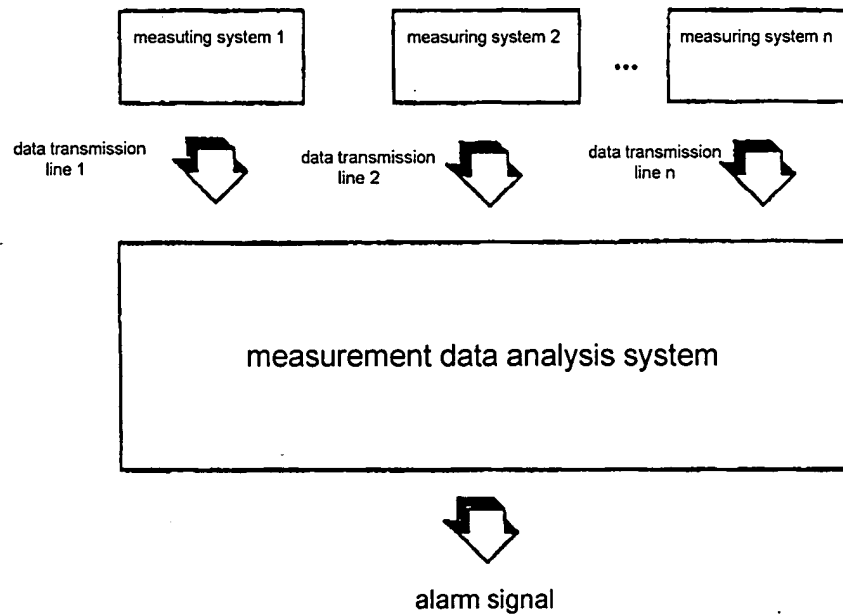 measuting system 1
measuring system 2
...
measuring system n
data transmission
line 1
data transmission
line 2
data transmission
line n
measurement data analysis system
alarm signal